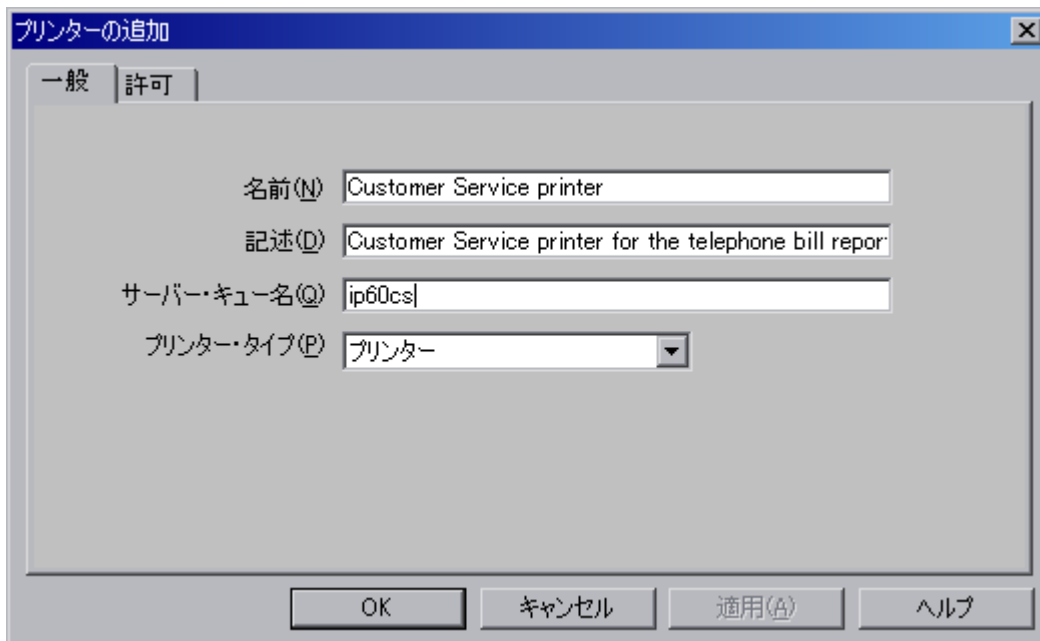 プリンターの追加
一般 許可
名前(N) Customer Service printer
記述(D) Customer Service printer for the telephone bill repor
サーバー・キュー名(Q) ip60cs
プリンター・タイプ(P) プリンター
OK キャンセル 適用(A) ヘルプ